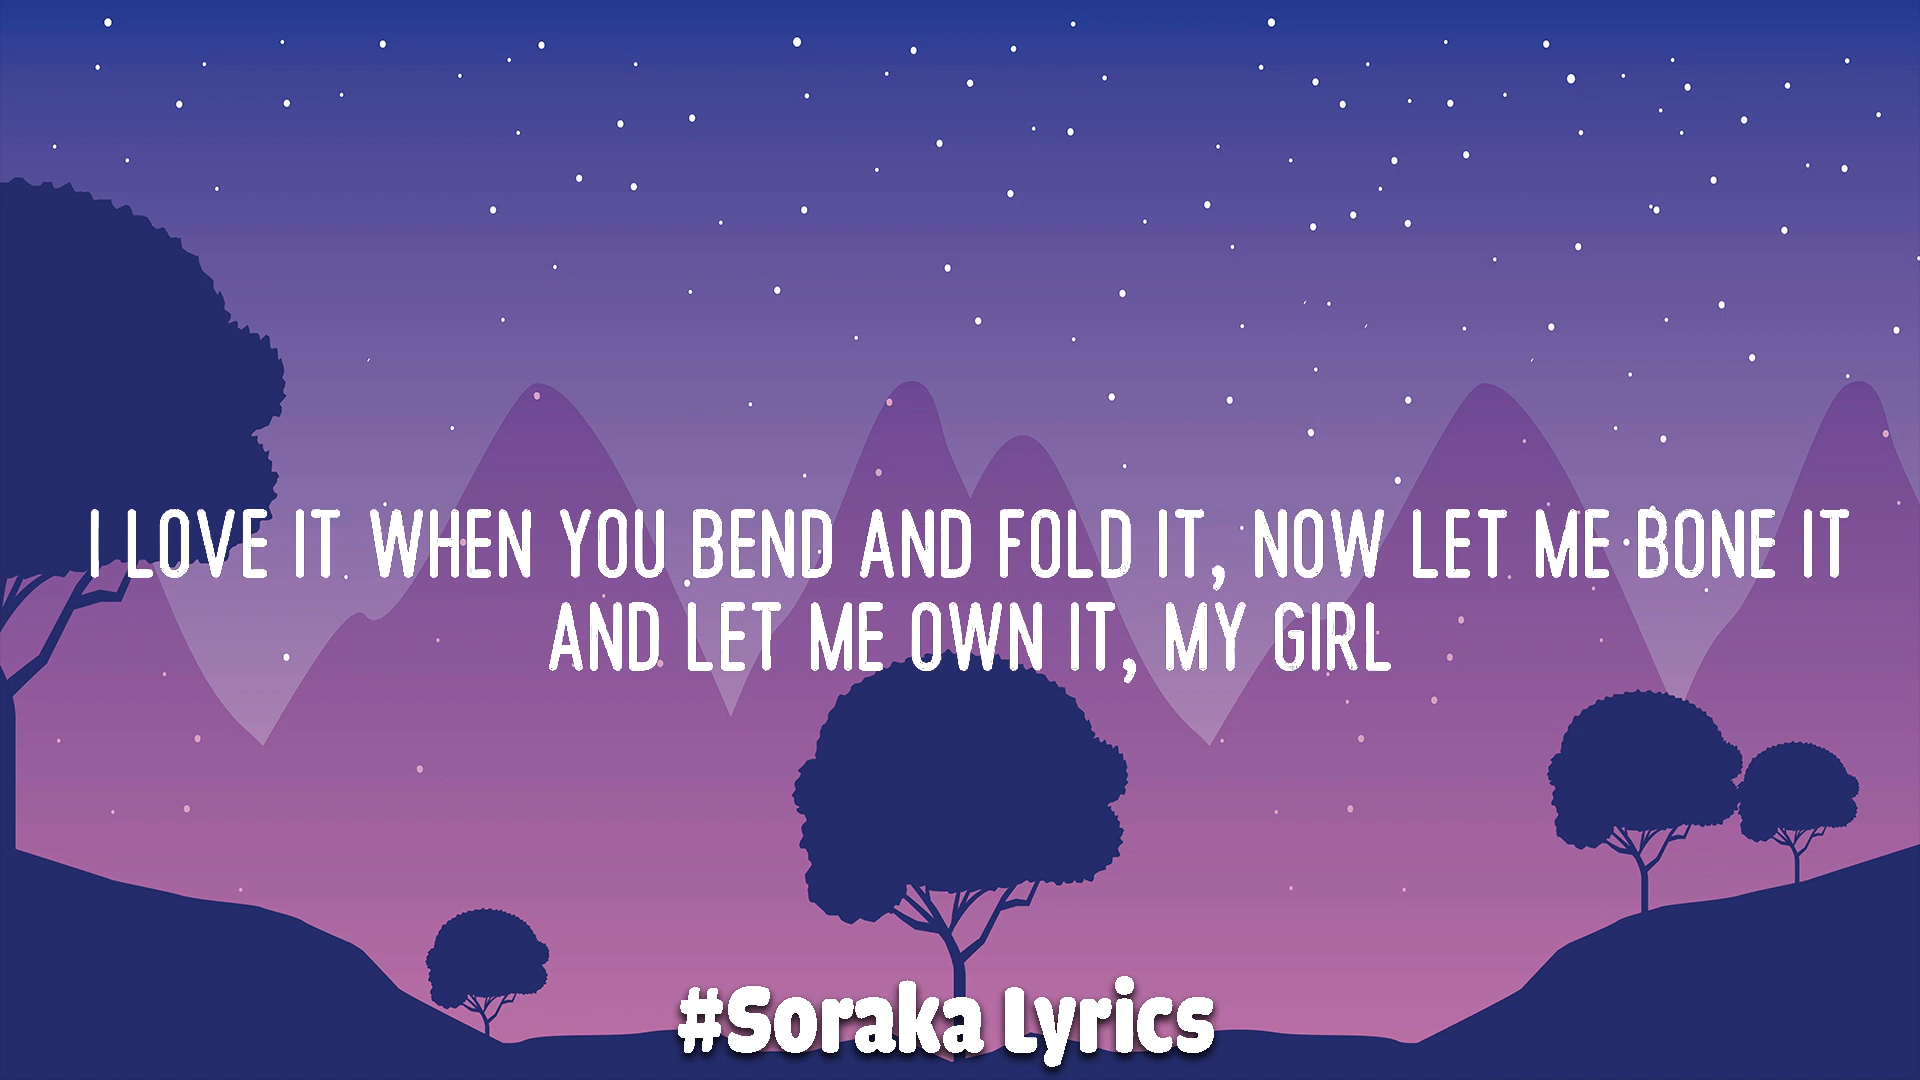 I LOVE IT WHEN YOU BEND AND FOLD IT, NOW LET ME BONE IT
AND LET ME OWN IT, MY GIRL
#Soraka Lyrics